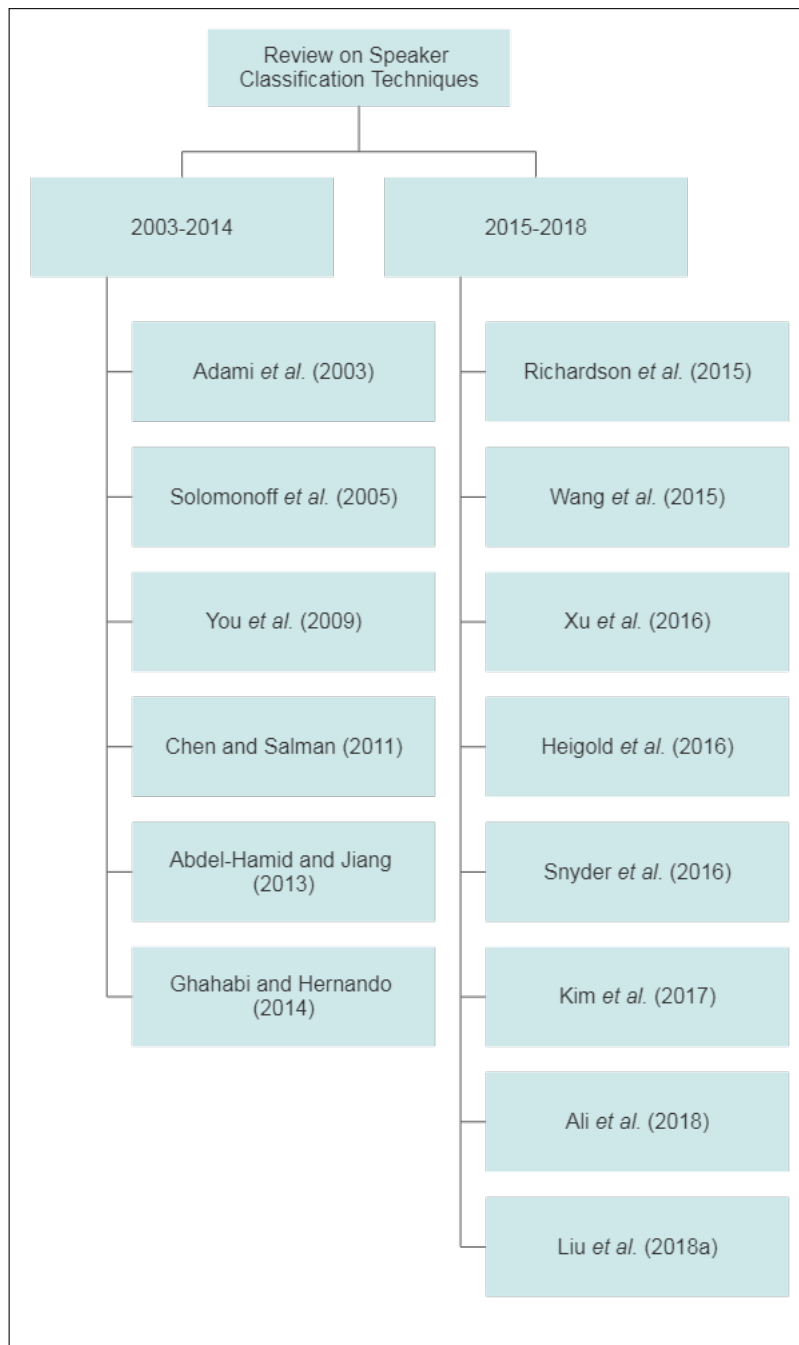 Review on Speaker
Classification Techniques
2003-2014
2015-2018
Adami et al. (2003)
Solomonoff et al. (2005)
You et al. (2009)
Chen and Salman (2011)
Abdel-Hamid and Jiang
(2013)
Ghahabi and Hernando
(2014)
Richardson et al. (2015)
Wang et al. (2015)
Xu et al. (2016)
Heigold et al. (2016)
Snyder et al. (2016)
Kim et al. (2017)
Ali et al. (2018)
Liu et al. (2018a)